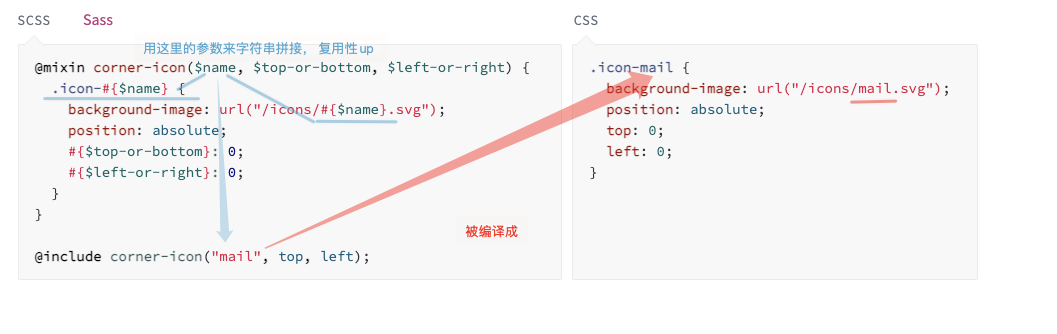 SCSS Sass
用这里的参数来字符串拼接， 复用性up
@mixin corner-icon($name, $top-or-bottom, $left-or-right) {
.icon-#{$name} {
background-image: url("/icons/#{$name}.svg");
position: absolute;
#{$top-or-bottom}: 0;
#{$left-or-right}: 0;
}
}
被编译成
@include corner-icon("mail", top, left);
CSS
.icon-mail {
background-image: url("/icons/mail.svg");
position: absolute;
top: 0;
left: 0;
}